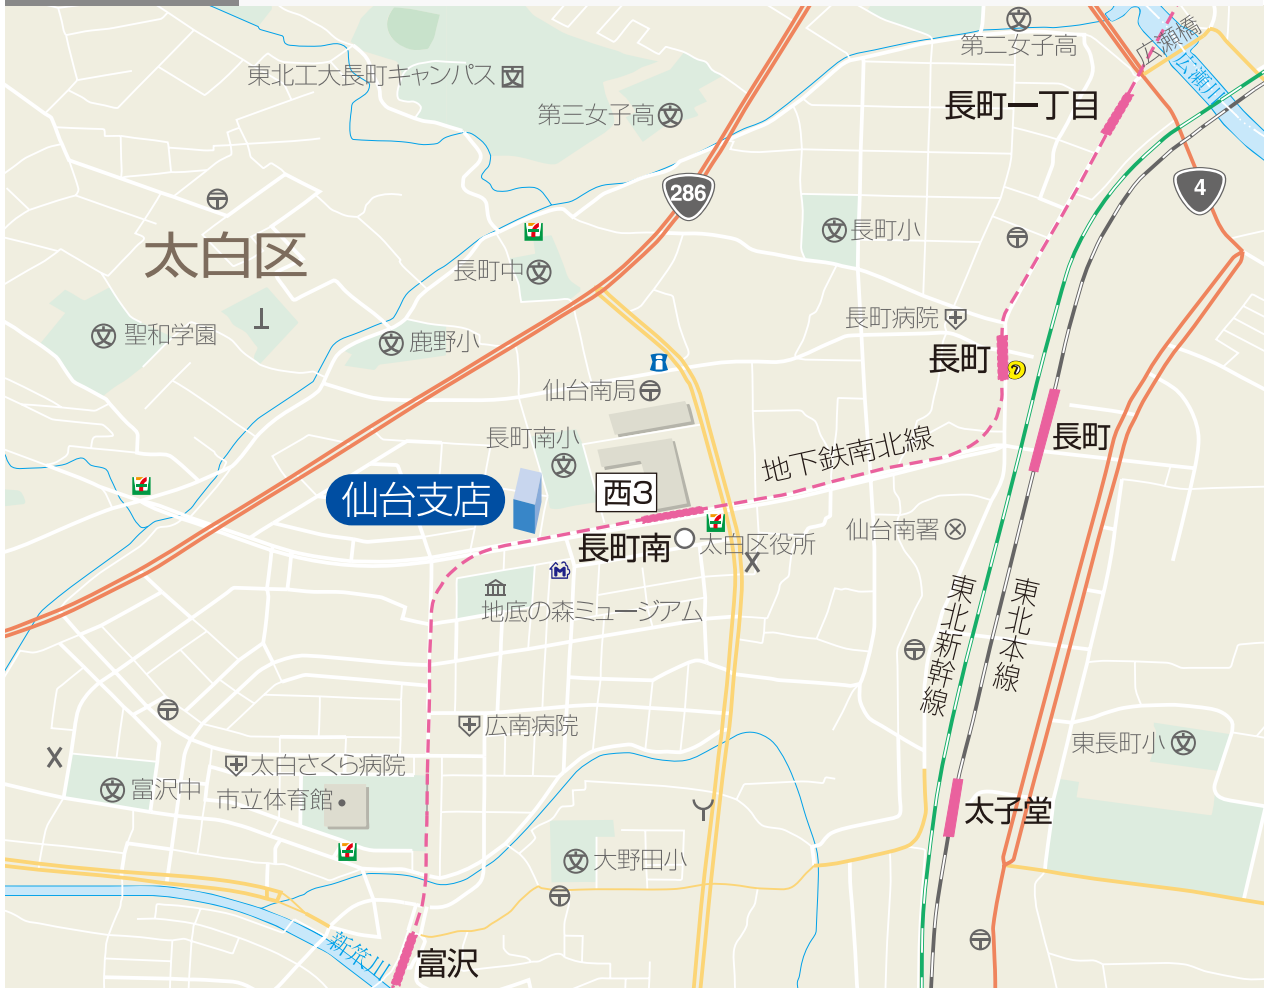 第二女子高
広瀬橋
広瀬川
東北工大長町キャンパス
第三女子高
長町一丁目
286
4
太白区
長町小
長町中
聖和学園
鹿野小
長町病院
長町
仙台南局
長町南小
地下鉄南北線
長町
仙台支店
西3
長町南
太白区役所
仙台南署
地底の森ミュージアム
東北新幹線
東北本線
広南病院
太白さくら病院
東長町小
富沢中
市立体育館
太子堂
大野田小
新笊川
富沢